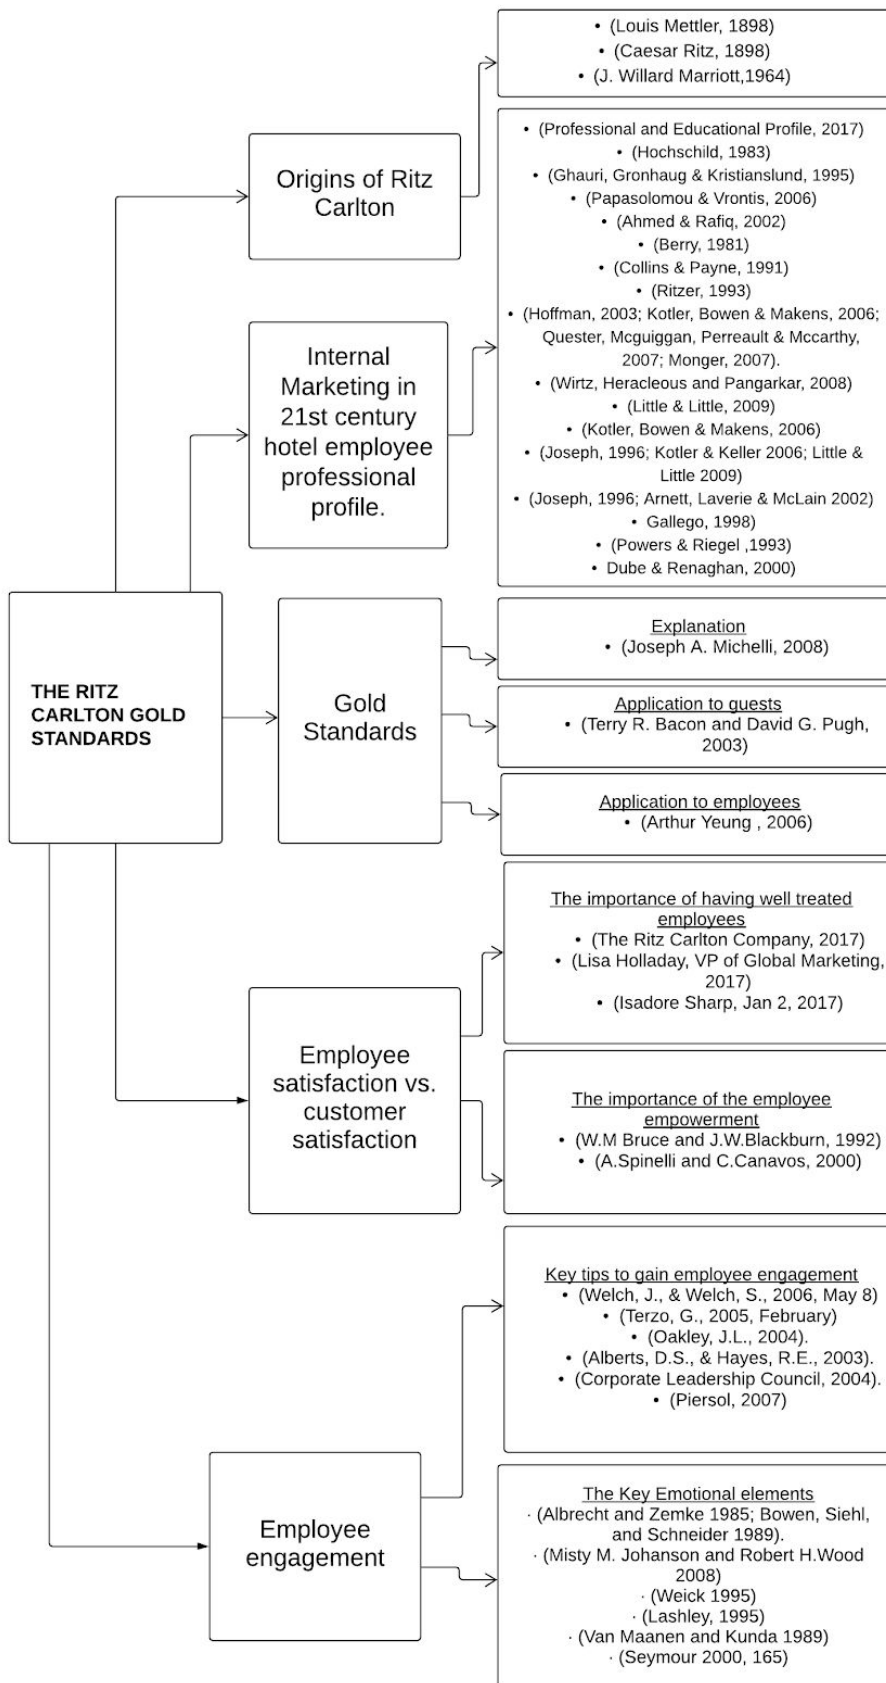 • (Louis Mettler, 1898)
• (Caesar Ritz, 1898)
• (J. Willard Marriott,1964)
Origins of Ritz
Carlton
• (Professional and Educational Profile, 2017)
• (Hochschild, 1983)
• (Ghauri, Gronhaug & Kristianslund, 1995)
• (Papasolomou & Vrontis, 2006)
• (Ahmed & Rafiq, 2002)
• (Berry, 1981)
• (Collins & Payne, 1991)
• (Ritzer, 1993)
• (Hoffman, 2003; Kotler, Bowen & Makens, 2006;
Quester, Mcguiggan, Perreault & Mccarthy,
2007; Monger, 2007).
• (Wirtz, Heracleous and Pangarkar, 2008)
• (Little & Little, 2009)
• (Kotler, Bowen & Makens, 2006)
• (Joseph, 1996; Kotler & Keller 2006; Little &
Little 2009)
• (Joseph, 1996; Arnett, Laverie & McLain 2002)
• Gallego, 1998)
• (Powers & Riegel ,1993)
• Dube & Renaghan, 2000)
Internal
Marketing in
21st century
hotel employee
professional
profile.
THE RITZ
CARLTON GOLD
STANDARDS
Gold
Standards
Explanation
• (Joseph A. Michelli, 2008)
Application to guests
• (Terry R. Bacon and David G. Pugh,
2003)
Application to employees
• (Arthur Yeung , 2006)
Employee
satisfaction vs.
customer
satisfaction
The importance of having well treated
employees
• (The Ritz Carlton Company, 2017)
• (Lisa Holladay, VP of Global Marketing,
2017)
• (Isadore Sharp, Jan 2, 2017)
The importance of the employee
empowerment
• (W.M Bruce and J.W.Blackburn, 1992)
• (A.Spinelli and C.Canavos, 2000)
Employee
engagement
Key tips to gain employee engagement
• (Welch, J., & Welch, S., 2006, May 8)
• (Terzo, G., 2005, February)
• (Oakley, J.L., 2004).
• (Alberts, D.S., & Hayes, R.E., 2003).
• (Corporate Leadership Council, 2004).
• (Piersol, 2007)
The Key Emotional elements
· (Albrecht and Zemke 1985; Bowen, Siehl,
and Schneider 1989).
· (Misty M. Johanson and Robert H.Wood
2008)
· (Weick 1995)
· (Lashley, 1995)
· (Van Maanen and Kunda 1989)
· (Seymour 2000, 165)